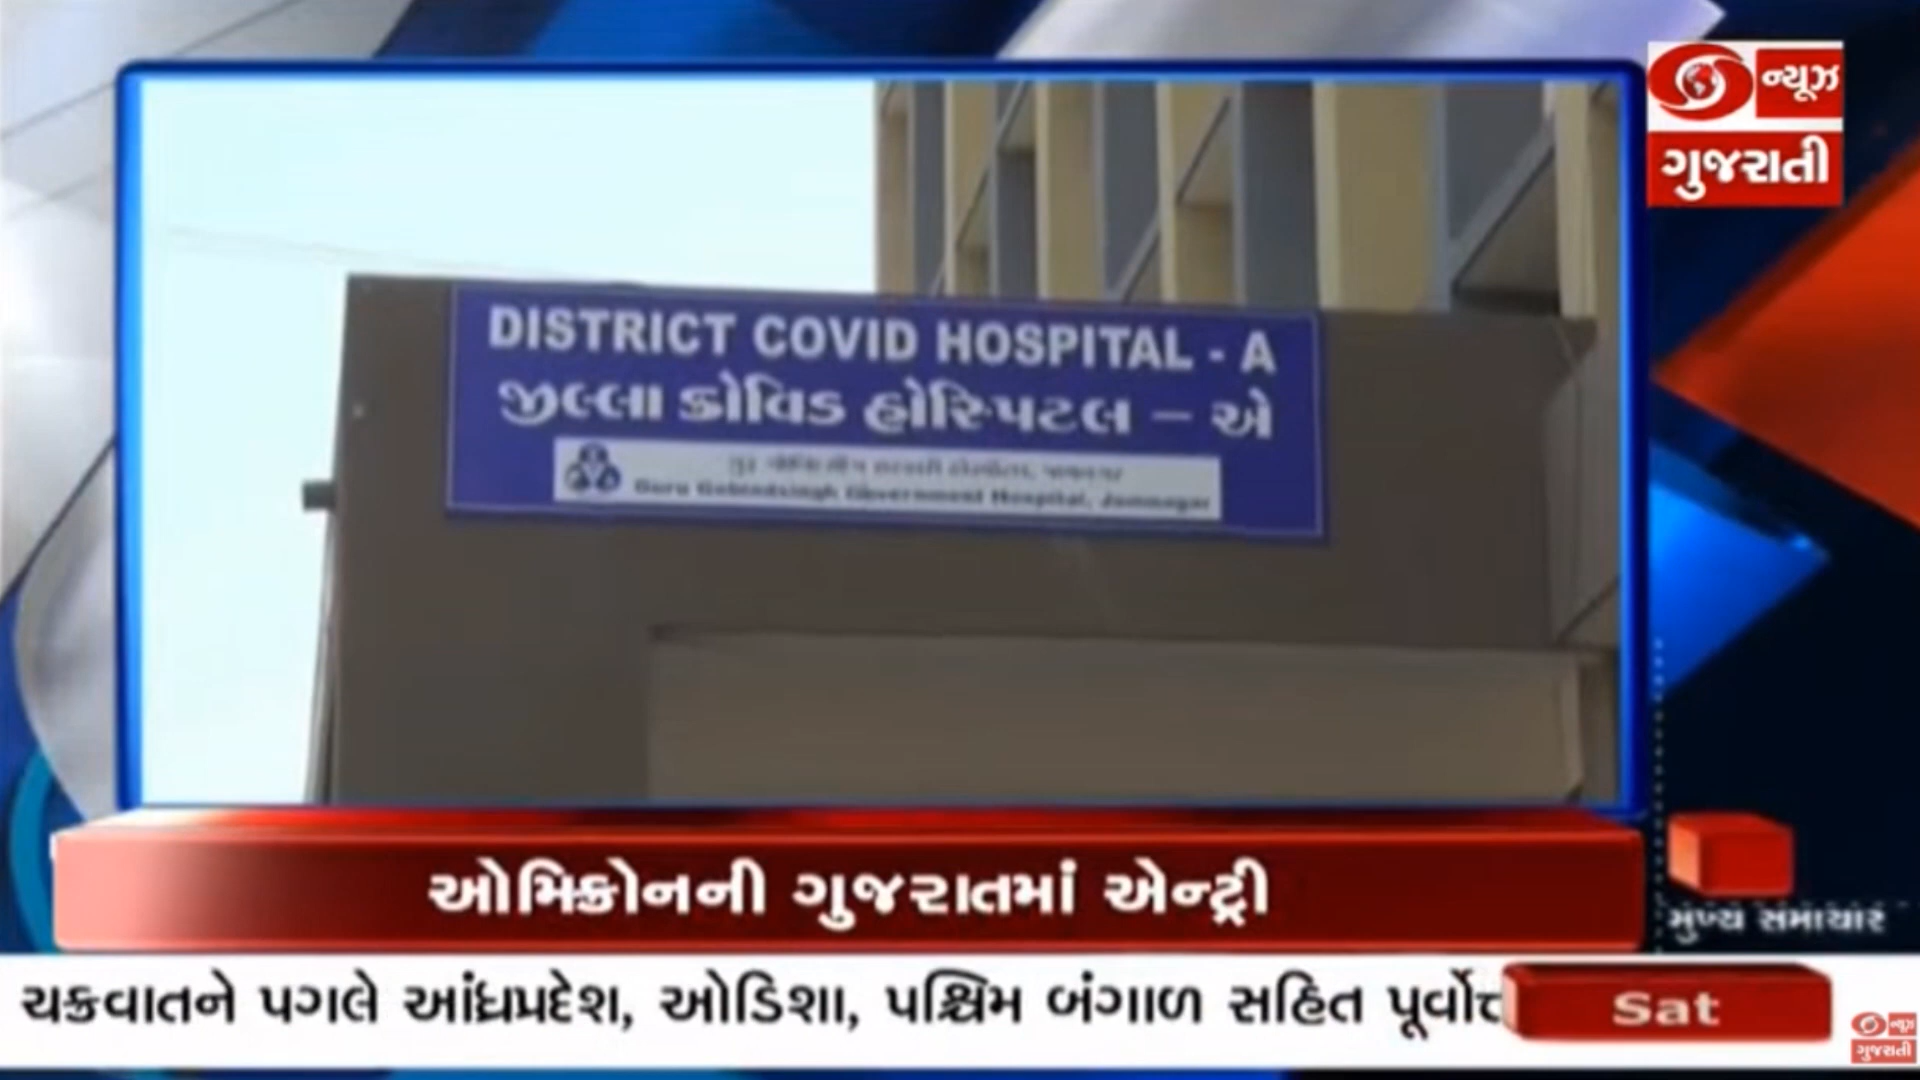 ન્યૂઝ
ગુજરાતી
DISTRICT COVID HOSPITAL - A
જીલ્લા કોવિડ હોસ્પિટલ – એ
Guru Gobindsingh Government Hospital, Jamnagar
ઓમિક્રોનની ગુજરાતમાં એન્ટ્રી
મુખ્ય સમાચાર
ચક્રવાતને પગલે આંધ્રપ્રદેશ, ઓડિશા, પશ્ચિમ બંગાળ સહિત પૂર્વોત્ત
Sat
ન્યૂઝ
ગુજરાતી